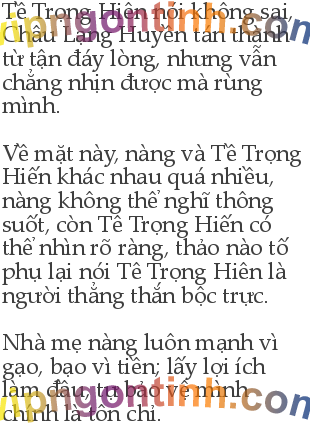 Tề Trọng Hiến nói không sai,
Châu Lạng Huyền tán thành
từ tận đáy lòng, nhưng vẫn
chẳng nhịn được mà rùng
mình.
Về mặt này, nàng và Tề Trọng
Hiến khác nhau quá nhiều,
nàng không thể nghĩ thông
suốt, còn Tề Trọng Hiến có
thể nhìn rõ ràng, thảo nào tổ
phụ lại nói Tề Trọng Hiến là
người thẳng thắn bộc trực.
Nhà mẹ nàng luôn mạnh vì
gạo, bạo vì tiền; lấy lợi ích
làm đầu, tự bảo vệ mình
chính là tôn chỉ.
vipngontinh.com
vipngontinh.com